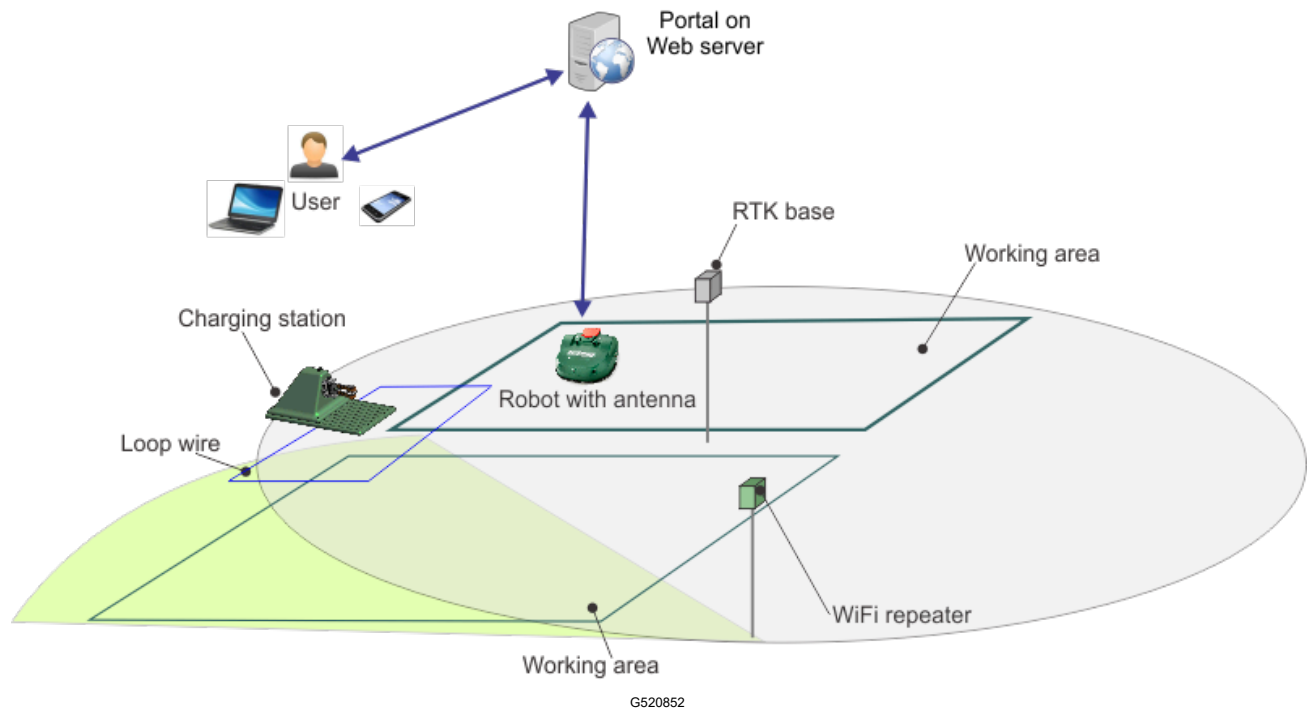 Portal on
Web server
User
RTK base
Working area
Charging station
Robot with antenna
Loop wire
WiFi repeater
Working area
G520852